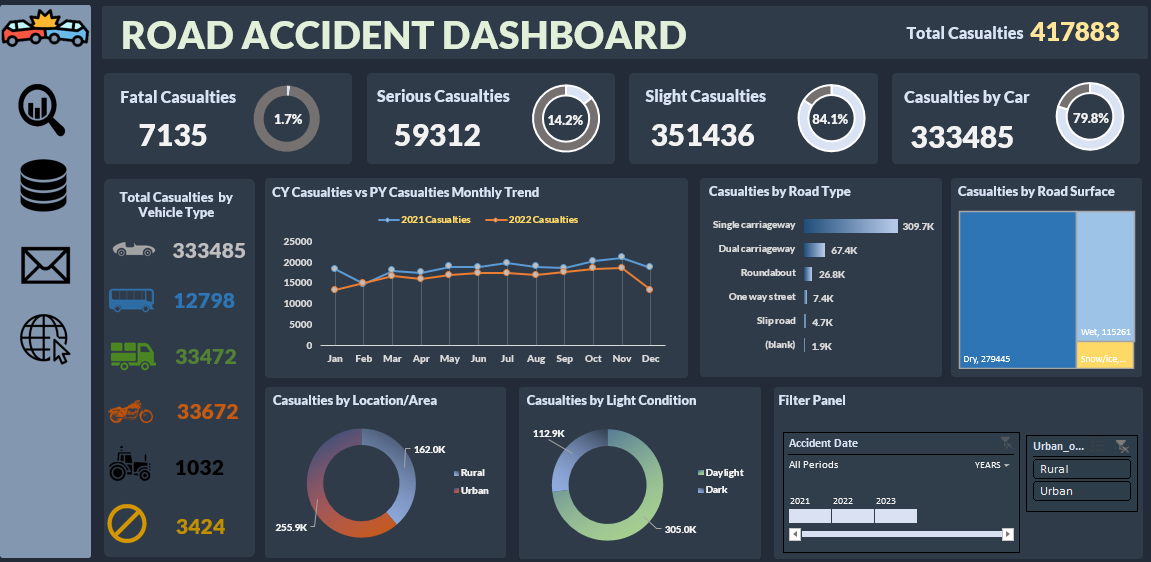 ROAD ACCIDENT DASHBOARD
Total Casualties 417883
Fatal Casualties
7135
1.7%
Serious Casualties
59312
14.2%
Slight Casualties
351436
84.1%
Casualties by Car
333485
79.8%
Total Casualties by
Vehicle Type
333485
12798
33472
33672
1032
3424
CY Casualties vs PY Casualties Monthly Trend
2021 Casualties 2022 Casualties
25000
20000
15000
10000
5000
0
Jan Feb Mar Apr May Jun Jul Aug Sep Oct Nov Dec
Casualties by Road Type
Single carriageway 309.7K
Dual carriageway 67.4K
Roundabout 26.8K
One way street 7.4K
Slip road 4.7K
(blank) 1.9K
Casualties by Road Surface
Wet, 115261
Dry, 279445
Snow/ice,...
Casualties by Location/Area
162.0K
Rural
Urban
255.9K
Casualties by Light Condition
112.9K
Daylight
Dark
305.0K
Filter Panel
Accident Date
All Periods YEARS
2021 2022 2023
Urban_o...
Rural
Urban